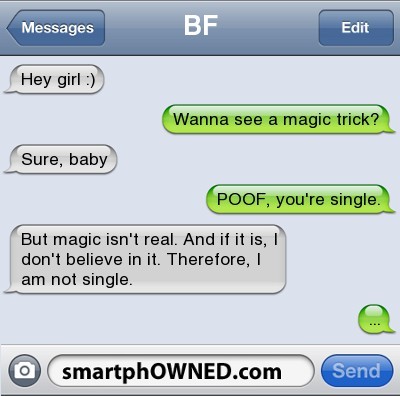 Messages
BF
Edit
Hey girl :)
Wanna see a magic trick?
Sure, baby
POOF, you're single.
But magic isn't real. And if it is, I
don't believe in it. Therefore, I
am not single.
...
smartphOWNED.com
Send